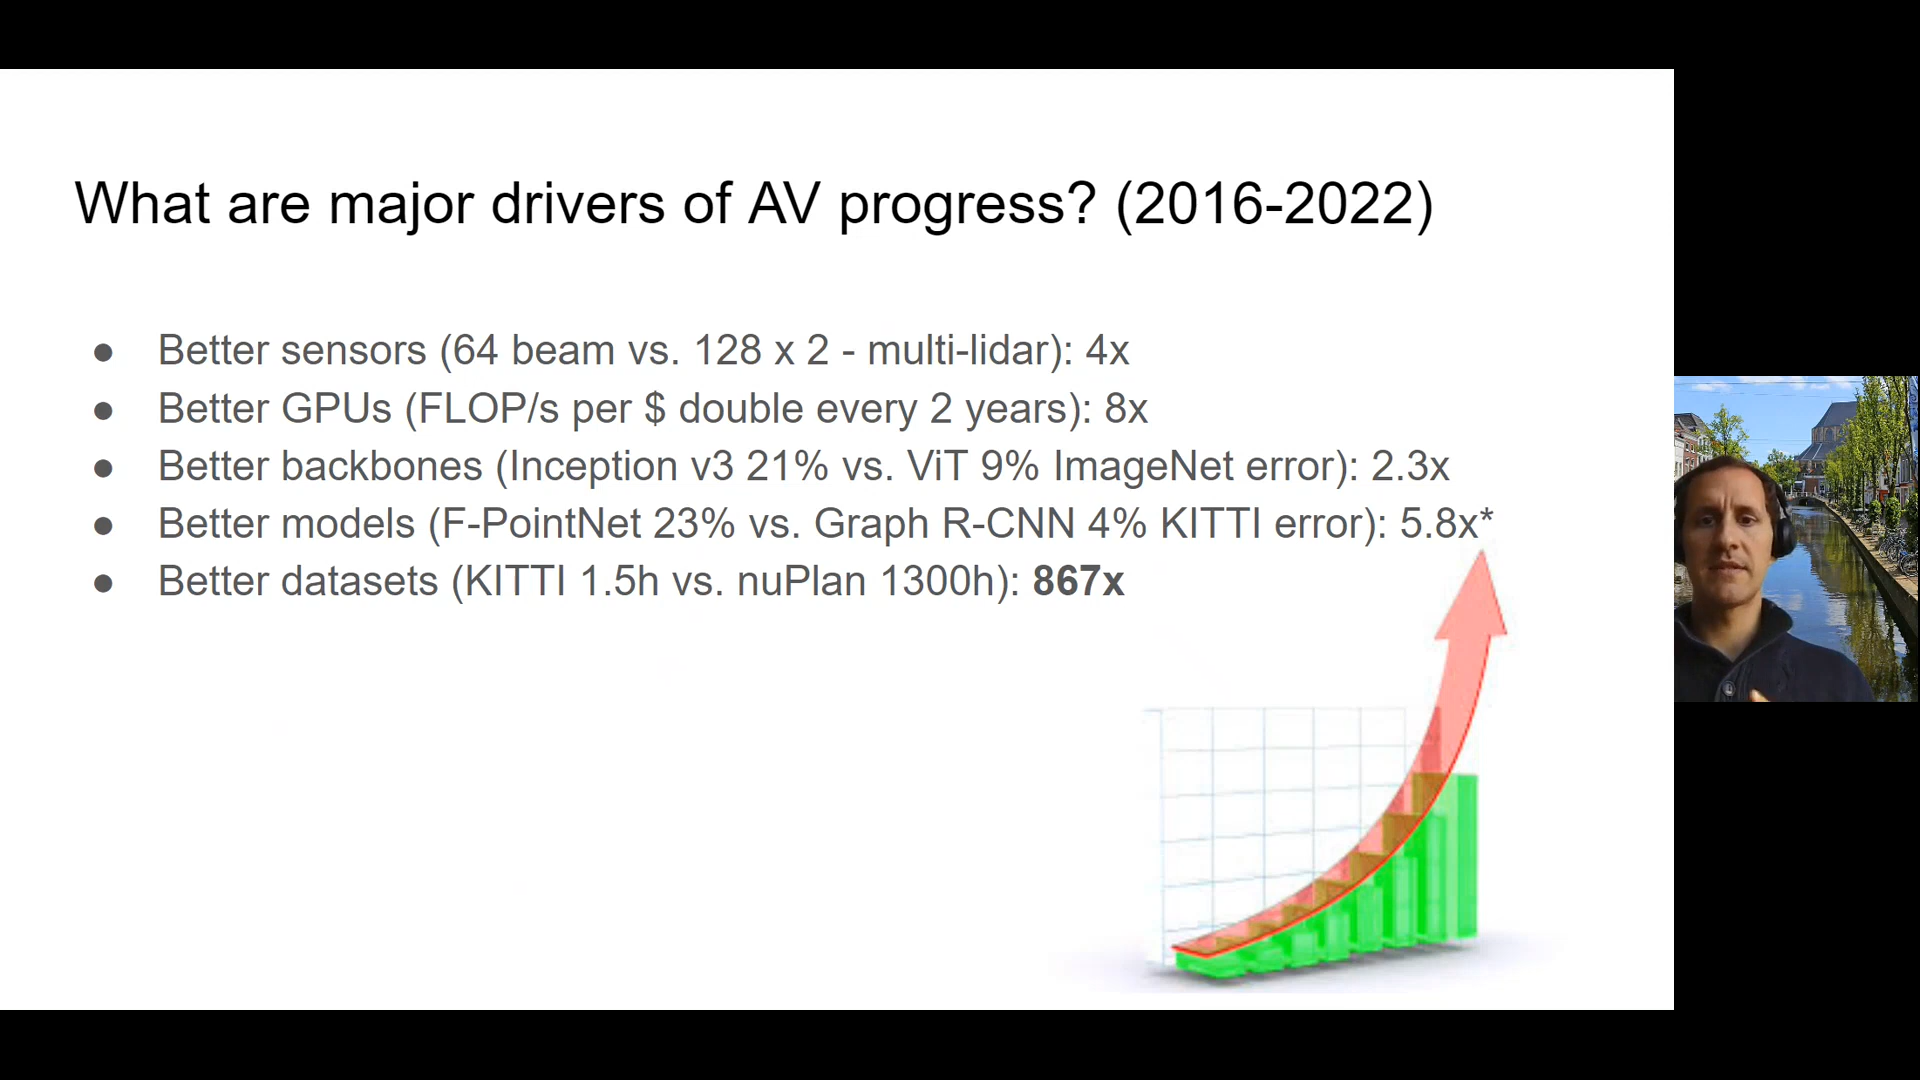 What are major drivers of AV progress? (2016-2022)
● Better sensors (64 beam vs. 128 x 2 - multi-lidar): 4x
● Better GPUs (FLOP/s per $ double every 2 years): 8x
● Better backbones (Inception v3 21% vs. ViT 9% ImageNet error): 2.3x
● Better models (F-PointNet 23% vs. Graph R-CNN 4% KITTI error): 5.8x*
● Better datasets (KITTI 1.5h vs. nuPlan 1300h): 867x